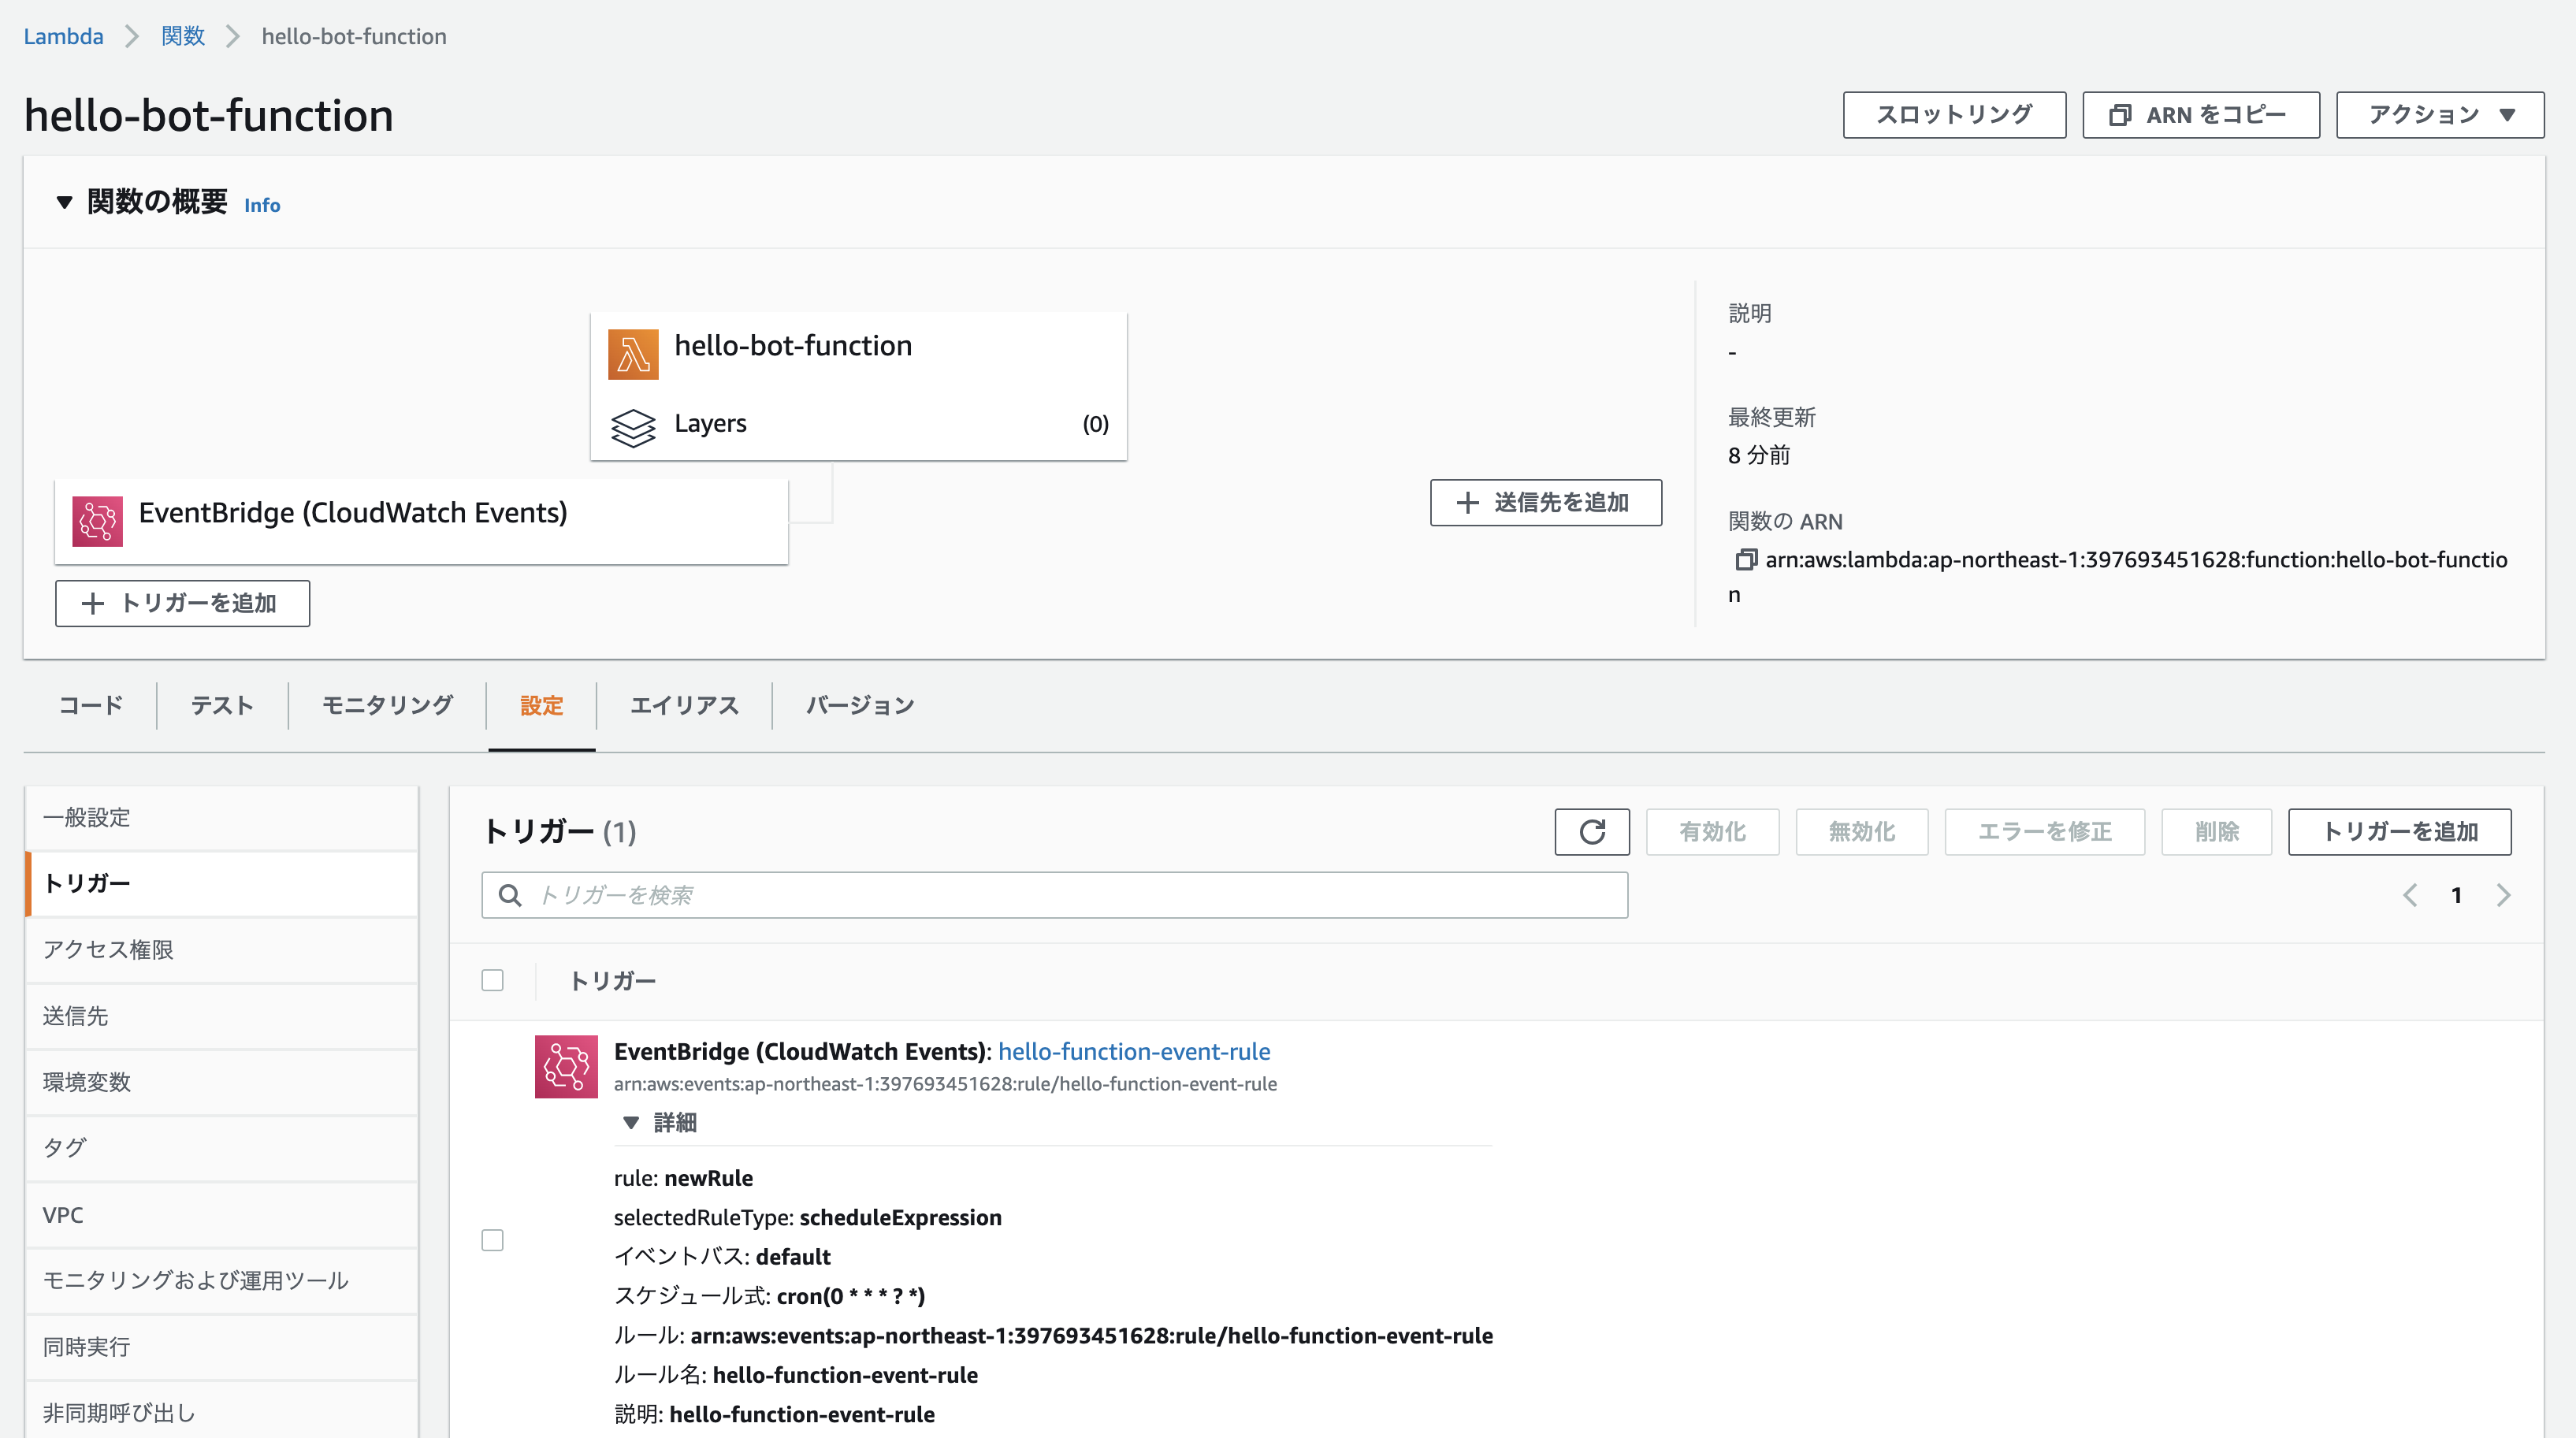 Lambda 関数 hello-bot-function
hello-bot-function
スロットリング
ARN をコピー
アクション
関数の概要 Info
hello-bot-function
Layers (0)
EventBridge (CloudWatch Events)
トリガーを追加
送信先を追加
説明
-
最終更新
8 分前
関数の ARN
arn:aws:lambda:ap-northeast-1:397693451628:function:hello-bot-functio
n
コード テスト モニタリング 設定 エイリアス バージョン
一般設定
トリガー
アクセス権限
送信先
環境変数
タグ
VPC
モニタリングおよび運用ツール
同時実行
非同期呼び出し
トリガー (1)
有効化 無効化 エラーを修正 削除 トリガーを追加
トリガーを検索
1
トリガー
EventBridge (CloudWatch Events): hello-function-event-rule
arn:aws:events:ap-northeast-1:397693451628:rule/hello-function-event-rule
詳細
rule: newRule
selectedRuleType: scheduleExpression
イベントバス: default
スケジュール式: cron(0 * * * ? *)
ルール: arn:aws:events:ap-northeast-1:397693451628:rule/hello-function-event-rule
ルール名: hello-function-event-rule
説明: hello-function-event-rule